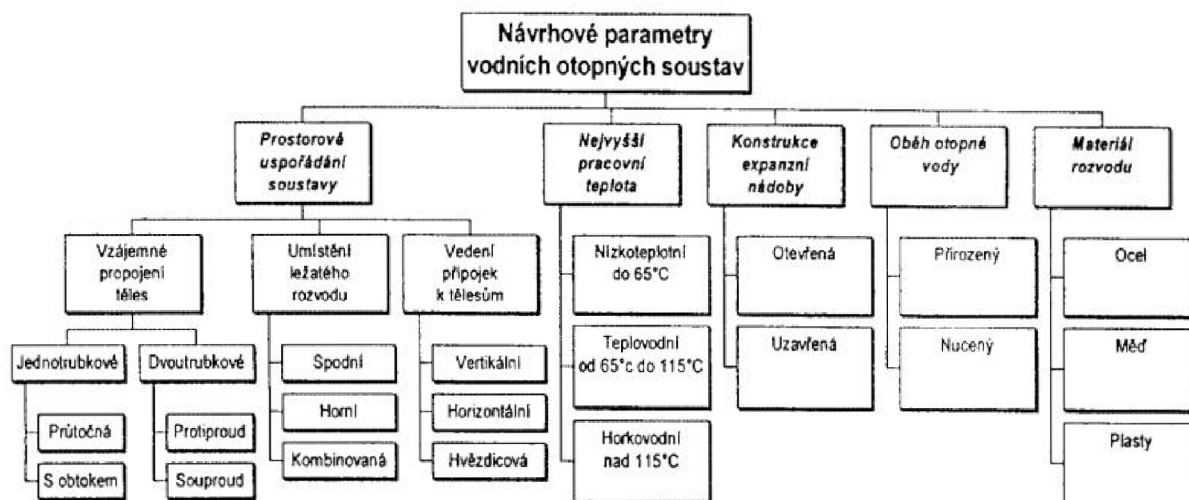 Návrhové parametry
vodních otopných soustav
Prostorové
uspořádání
soustavy
Nejvyšší
pracovní
teplota
Konstrukce
expanzní
nádoby
Oběh otopné
vody
Materiál
rozvodu
Vzájemné
propojení
těles
Umístění
ležatého
rozvodu
Vedení
přípojek
k tělesům
Nízkoteplotní
do 65°C
Otevřená
Přirozený
Ocel
Jednotrubkové
Dvoutrubkové
Spodní
Vertikální
Teplovodní
od 65°c do 115°C
Uzavřená
Nucený
Měď
Průtočná
Protiproud
Horní
Horizontální
S obtokem
Souproud
Kombinovaná
Hvězdicová
Horkovodní
nad 115°C
Plasty